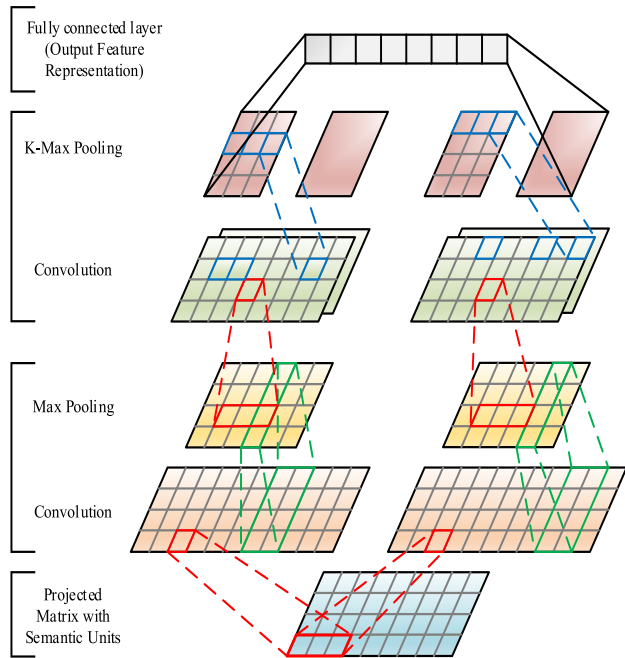 Fully connected layer
(Output Feature
Representation)
K-Max Pooling
Convolution
Max Pooling
Convolution
Projected
Matrix with
Semantic Units